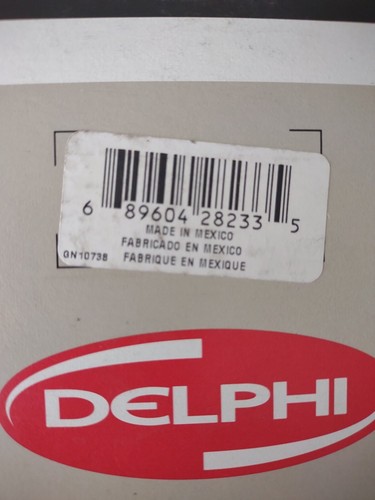 6 89604 28233 5
MADE IN MEXICO
FABRICADO EN MEXICO
GN10738 FABRIQUE EN MEXIQUE
DELPHI